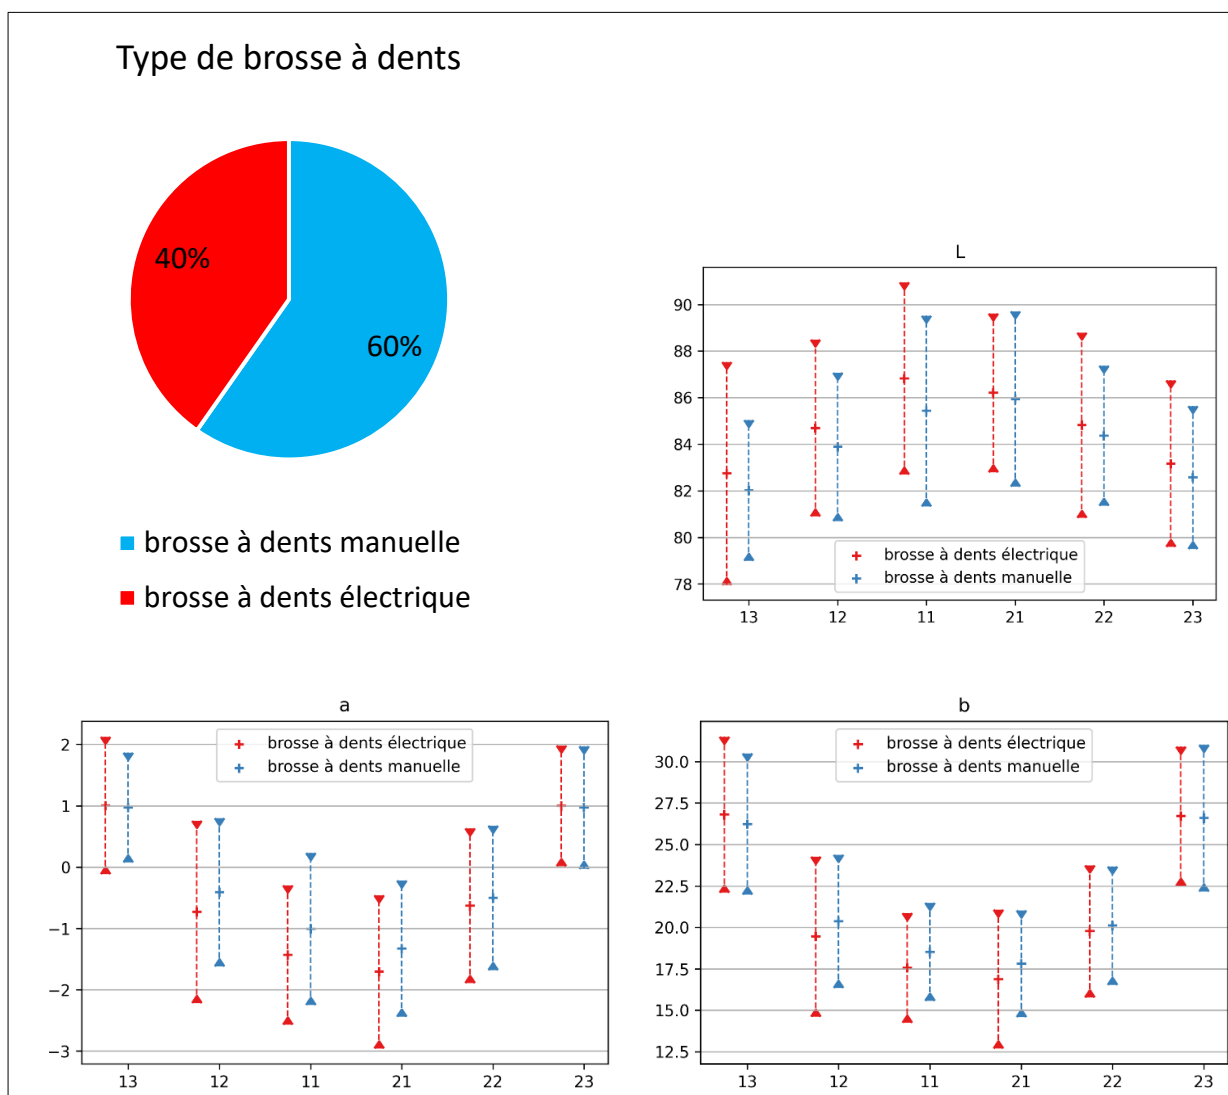 Type de brosse à dents
40%
60%
brosse à dents manuelle
brosse à dents électrique
L
90
88
86
84
82
80
78
brosse à dents électrique
brosse à dents manuelle
13 12 11 21 22 23
a
2
1
0
−1
−2
−3
brosse à dents électrique
brosse à dents manuelle
13 12 11 21 22 23
b
30.0
27.5
25.0
22.5
20.0
17.5
15.0
12.5
brosse à dents électrique
brosse à dents manuelle
13 12 11 21 22 23